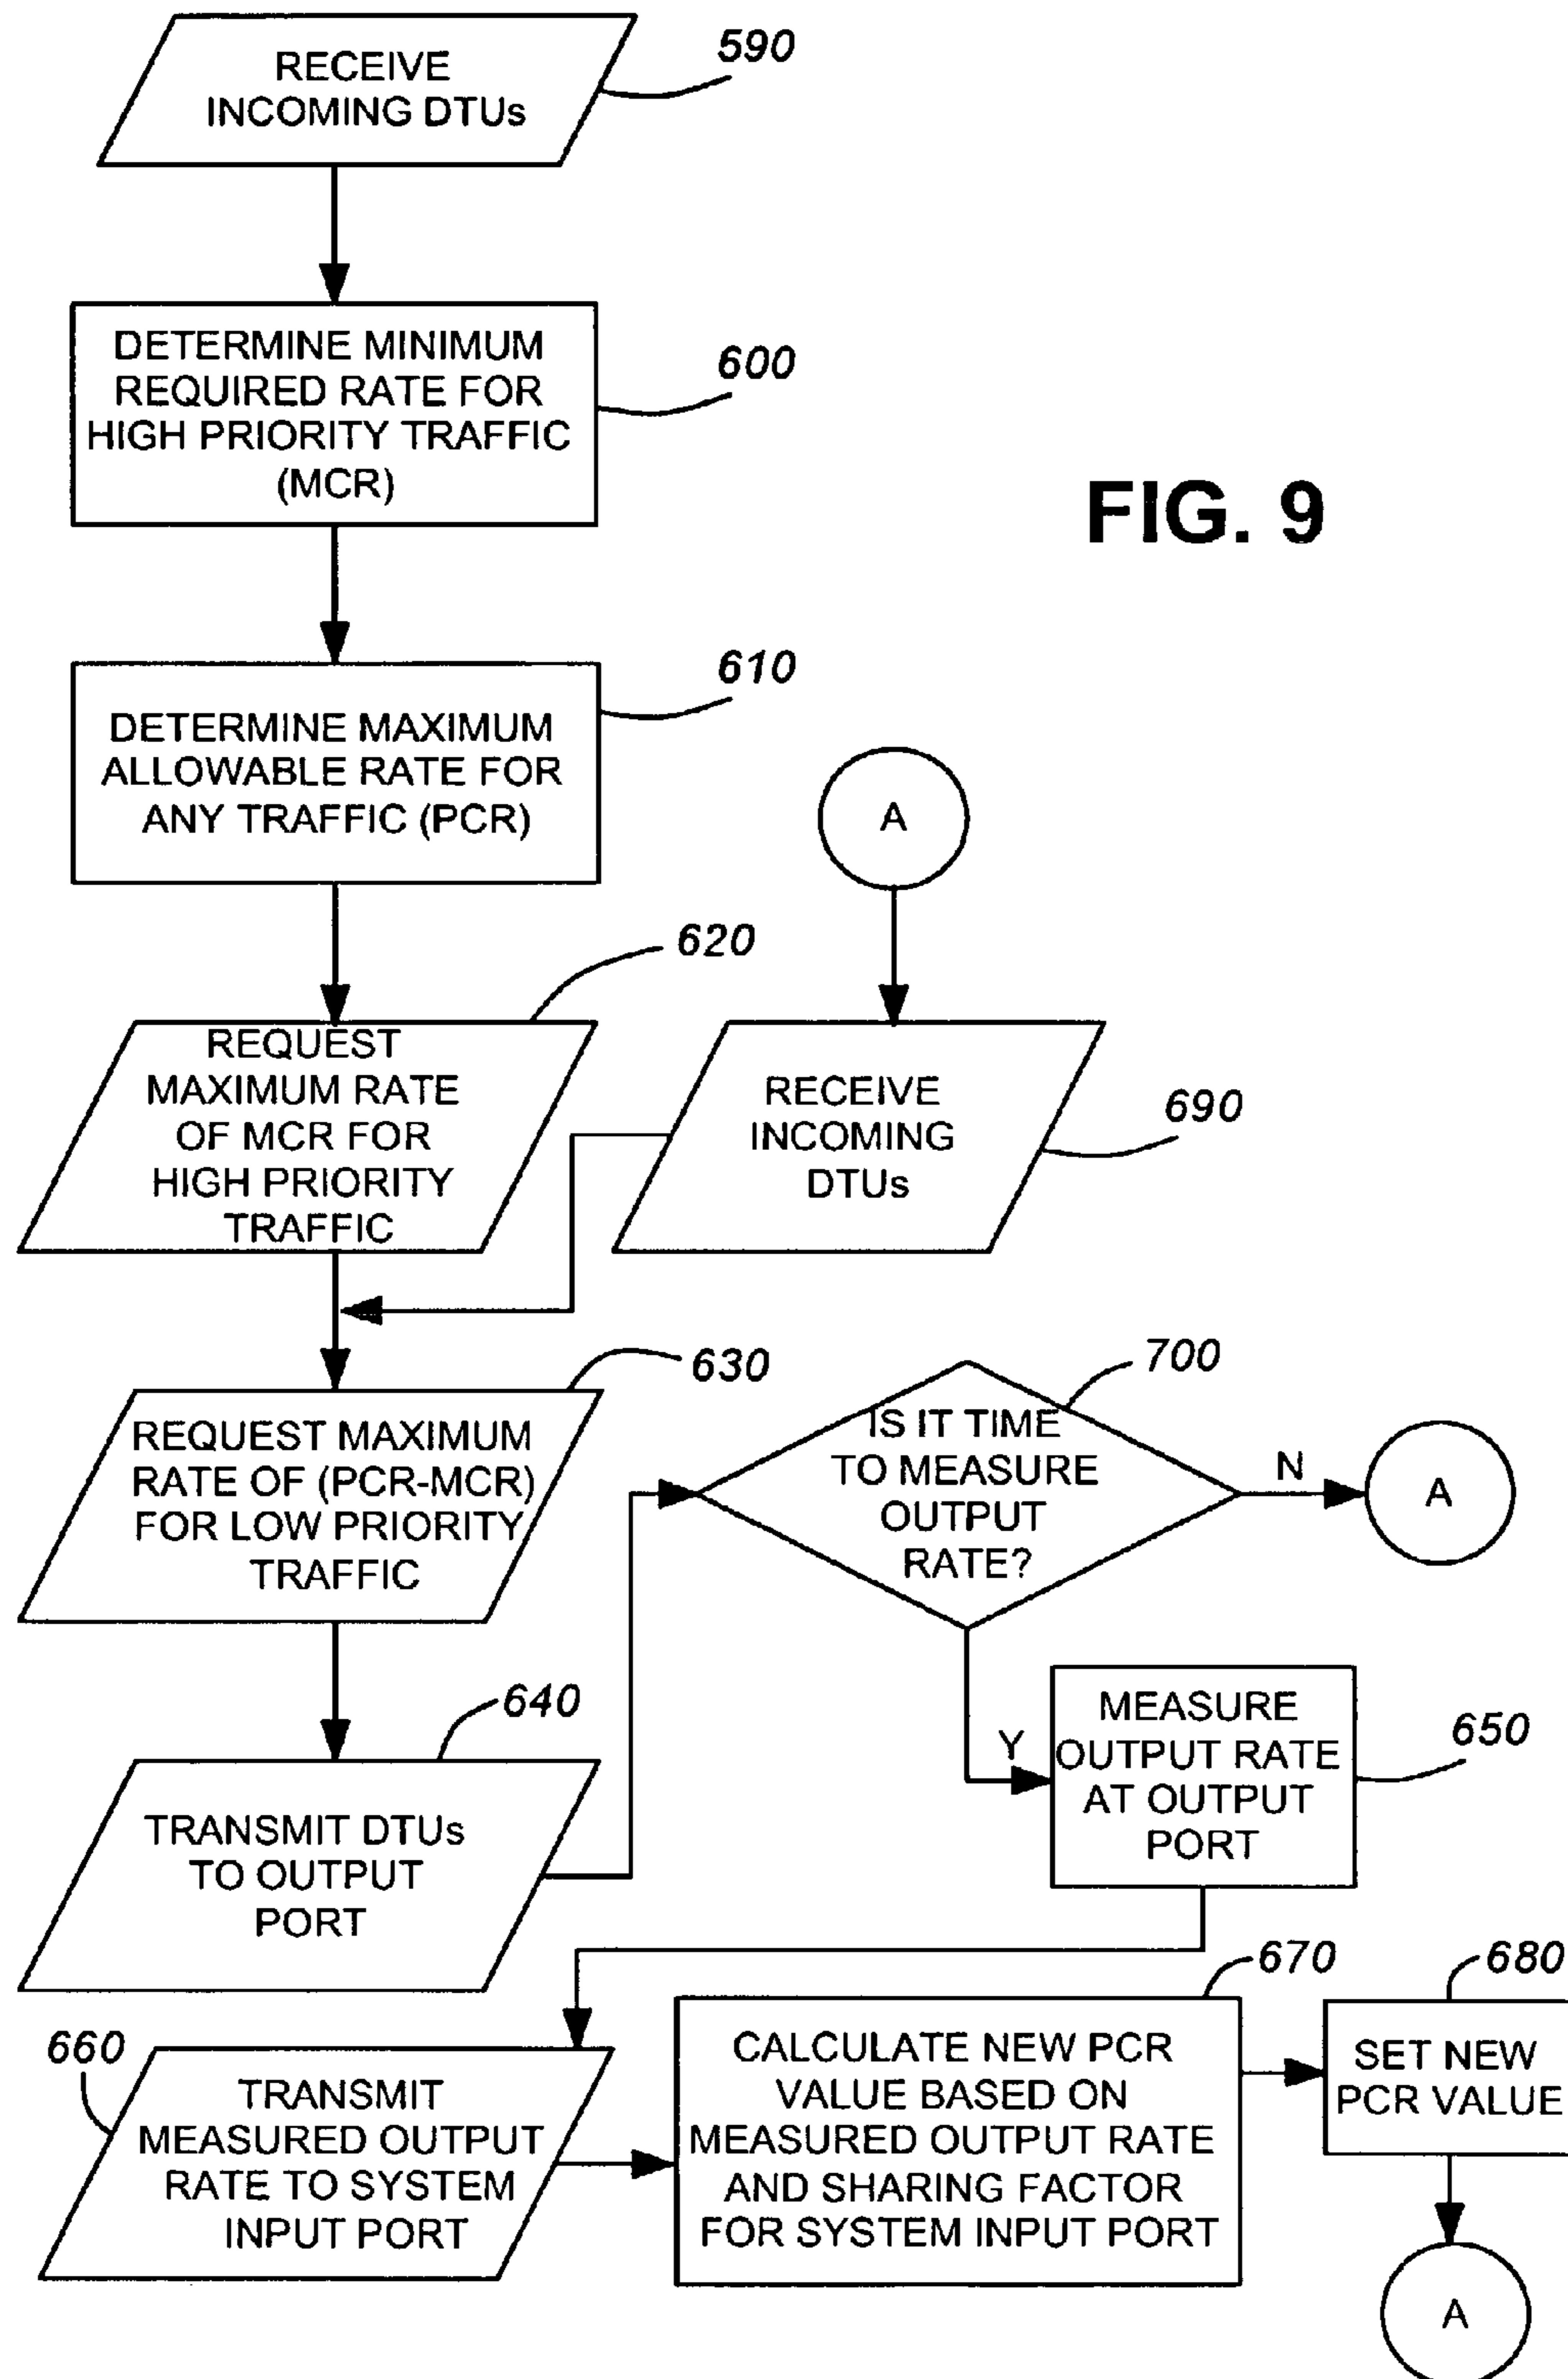 RECEIVE
INCOMING DTUs
590
DETERMINE MINIMUM
REQUIRED RATE FOR
HIGH PRIORITY TRAFFIC
(MCR)
600
FIG. 9
DETERMINE MAXIMUM
ALLOWABLE RATE FOR
ANY TRAFFIC (PCR)
610
A
REQUEST
MAXIMUM RATE
OF MCR FOR
HIGH PRIORITY
TRAFFIC
620
RECEIVE
INCOMING
DTUs
690
REQUEST MAXIMUM
RATE OF (PCR-MCR)
FOR LOW PRIORITY
TRAFFIC
630
IS IT TIME
TO MEASURE
OUTPUT
RATE?
700
N
A
Y
TRANSMIT DTUs
TO OUTPUT
PORT
640
MEASURE
OUTPUT RATE
AT OUTPUT
PORT
650
660
TRANSMIT
MEASURED OUTPUT
RATE TO SYSTEM
INPUT PORT
670
CALCULATE NEW PCR
VALUE BASED ON
MEASURED OUTPUT RATE
AND SHARING FACTOR
FOR SYSTEM INPUT PORT
680
SET NEW
PCR VALUE
A